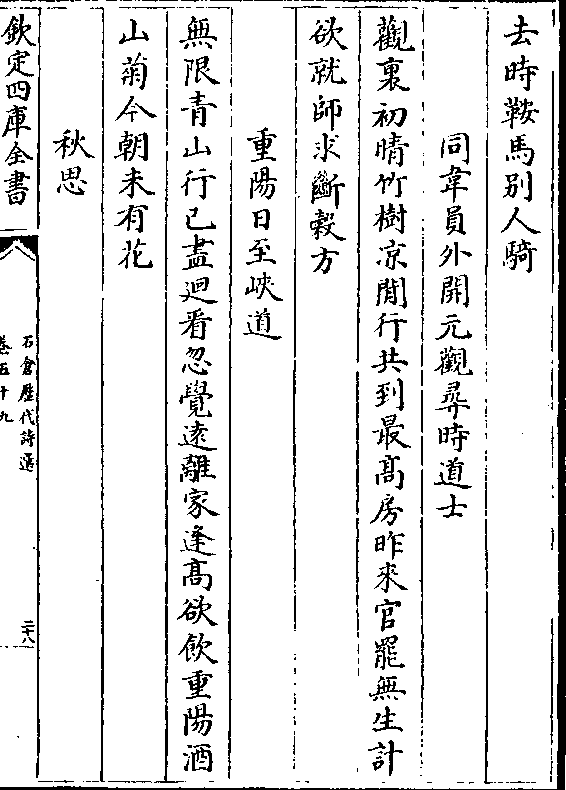 去時鞍馬别人騎
同韋員外開元觀尋時道士
觀裏初晴竹樹凉閒行共到最高房昨來官罷無生計
欲就師求斷榖方
重陽日至峽道
無限青山行已盡迴看忽覺遠離家逢高欲飲重陽酒
山菊今朝未有花
秋思
欽定四庫全書
石倉歷代詩選
卷五十九
二八